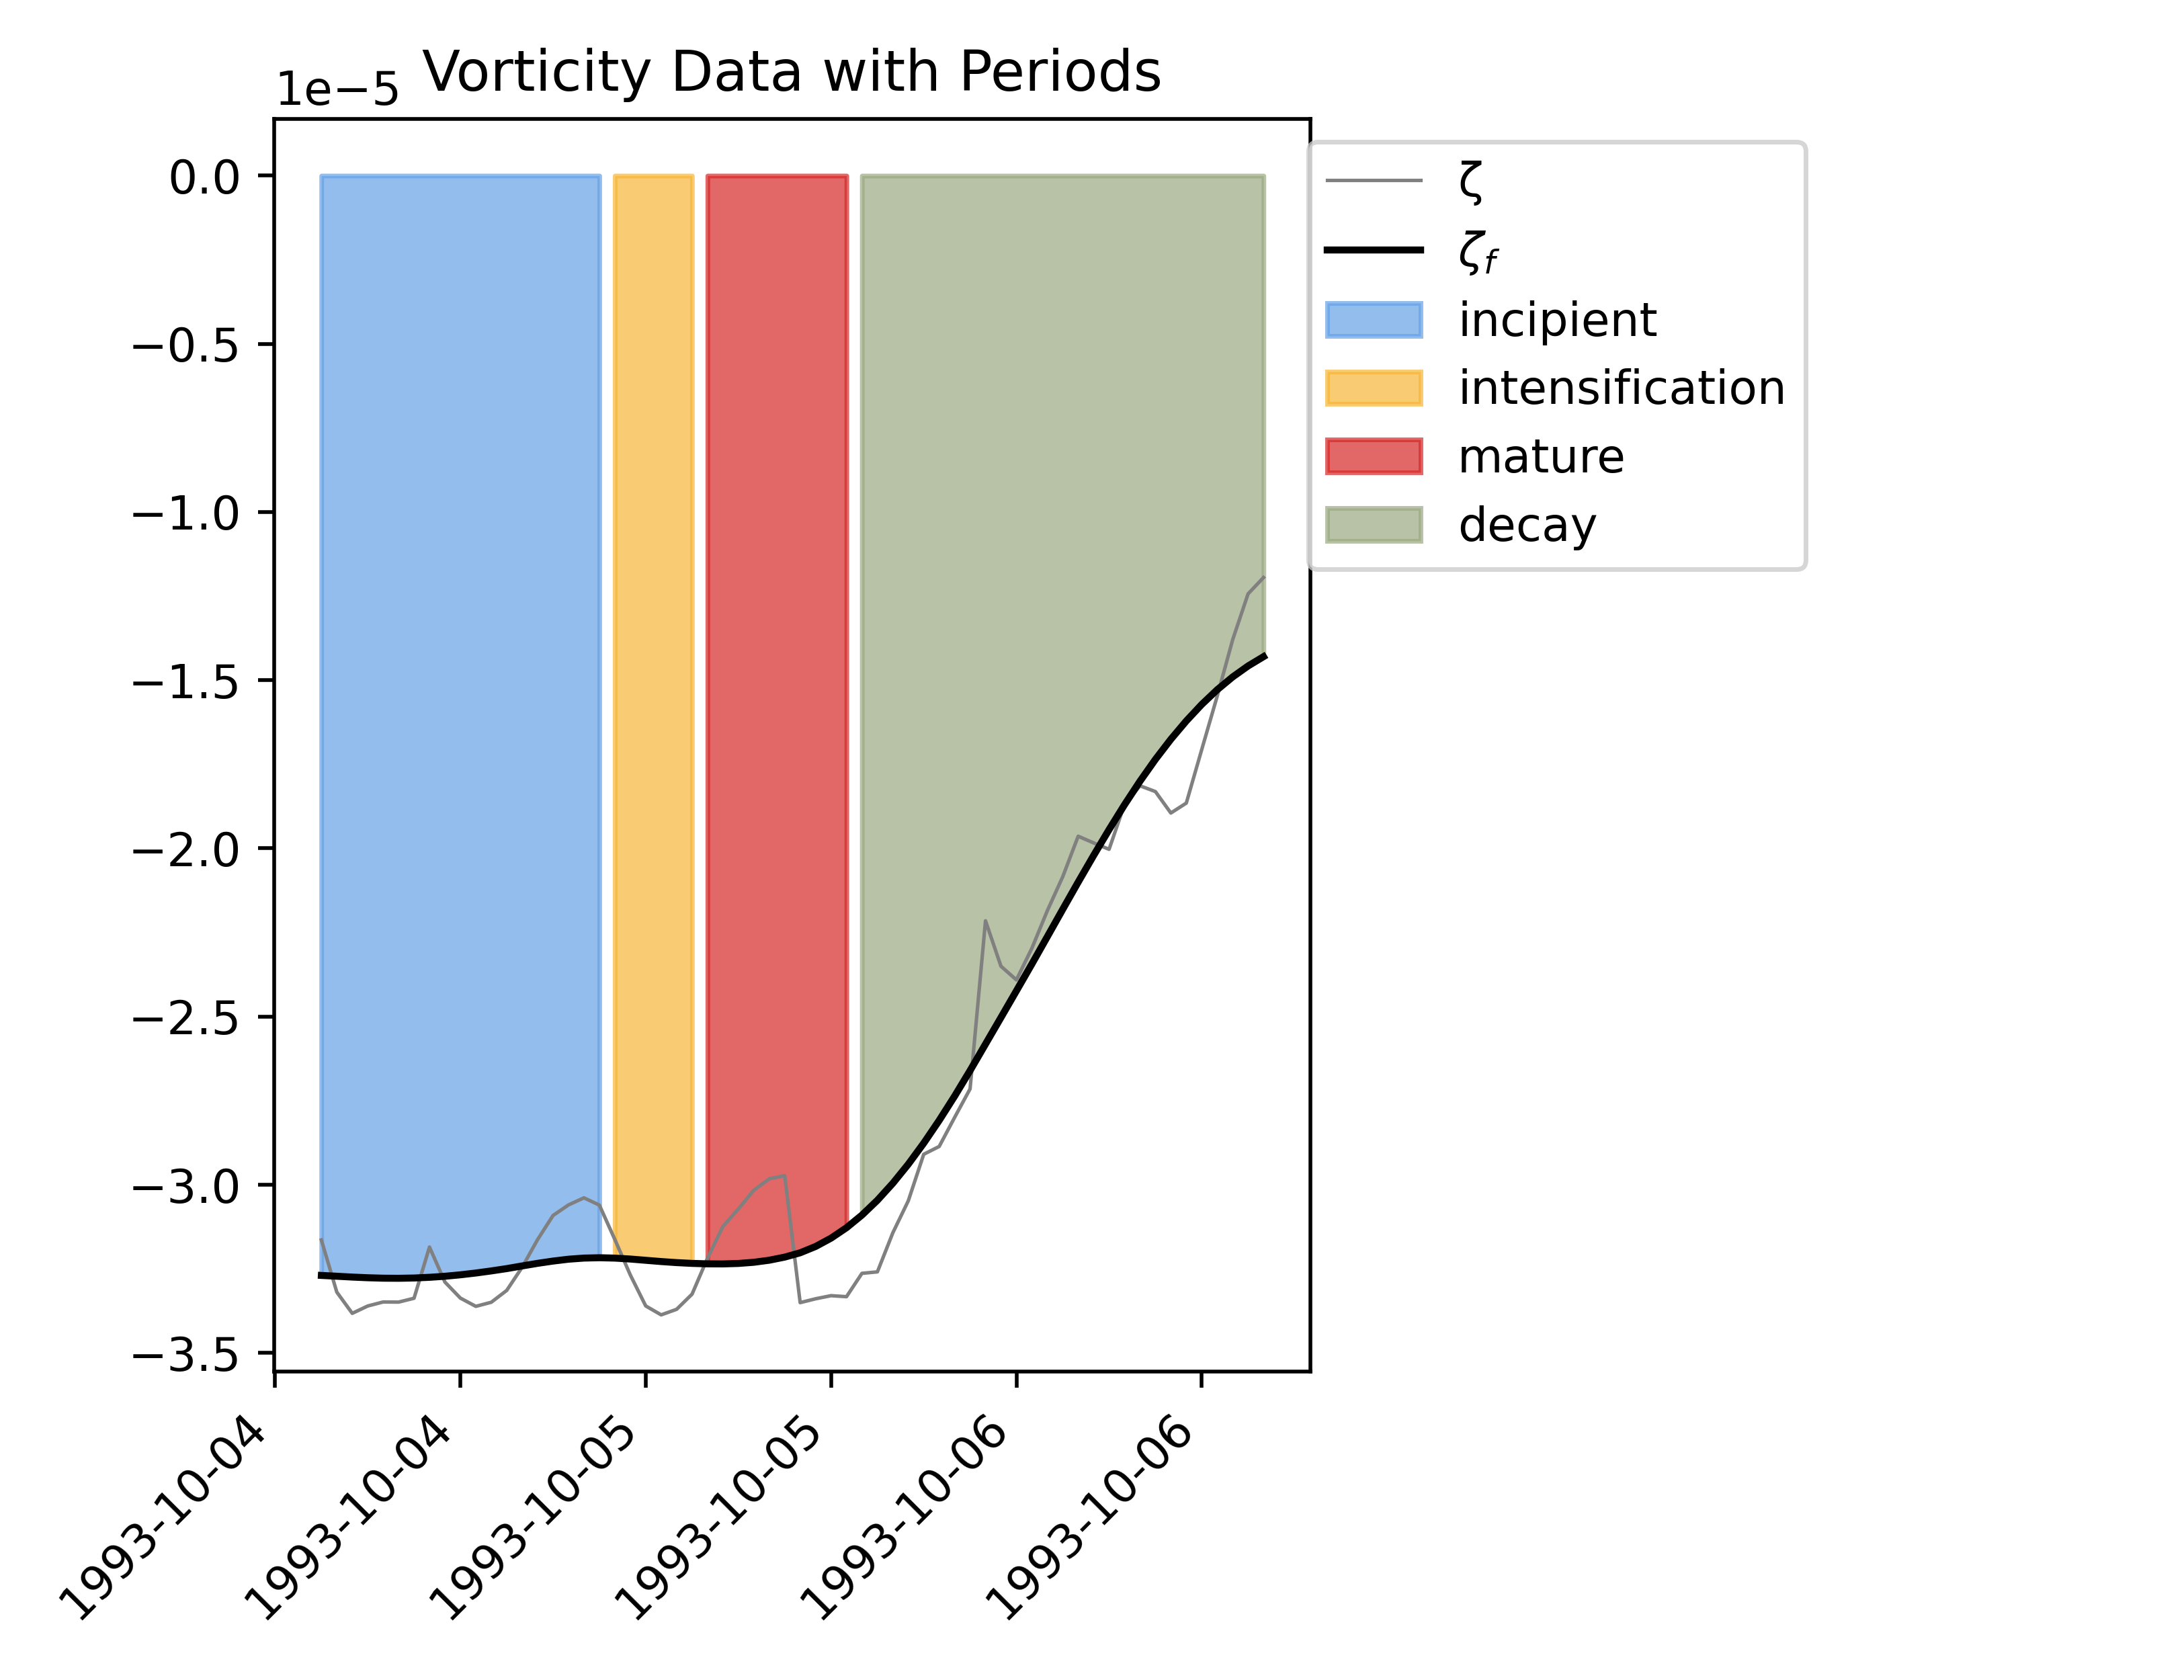 Vorticity Data with Periods
1e−5
0.0
−0.5
−1.0
−1.5
−2.0
−2.5
−3.0
−3.5
1993-10-04
1993-10-04
1993-10-05
1993-10-05
1993-10-06
1993-10-06
ζ
ζf
incipient
intensification
mature
decay